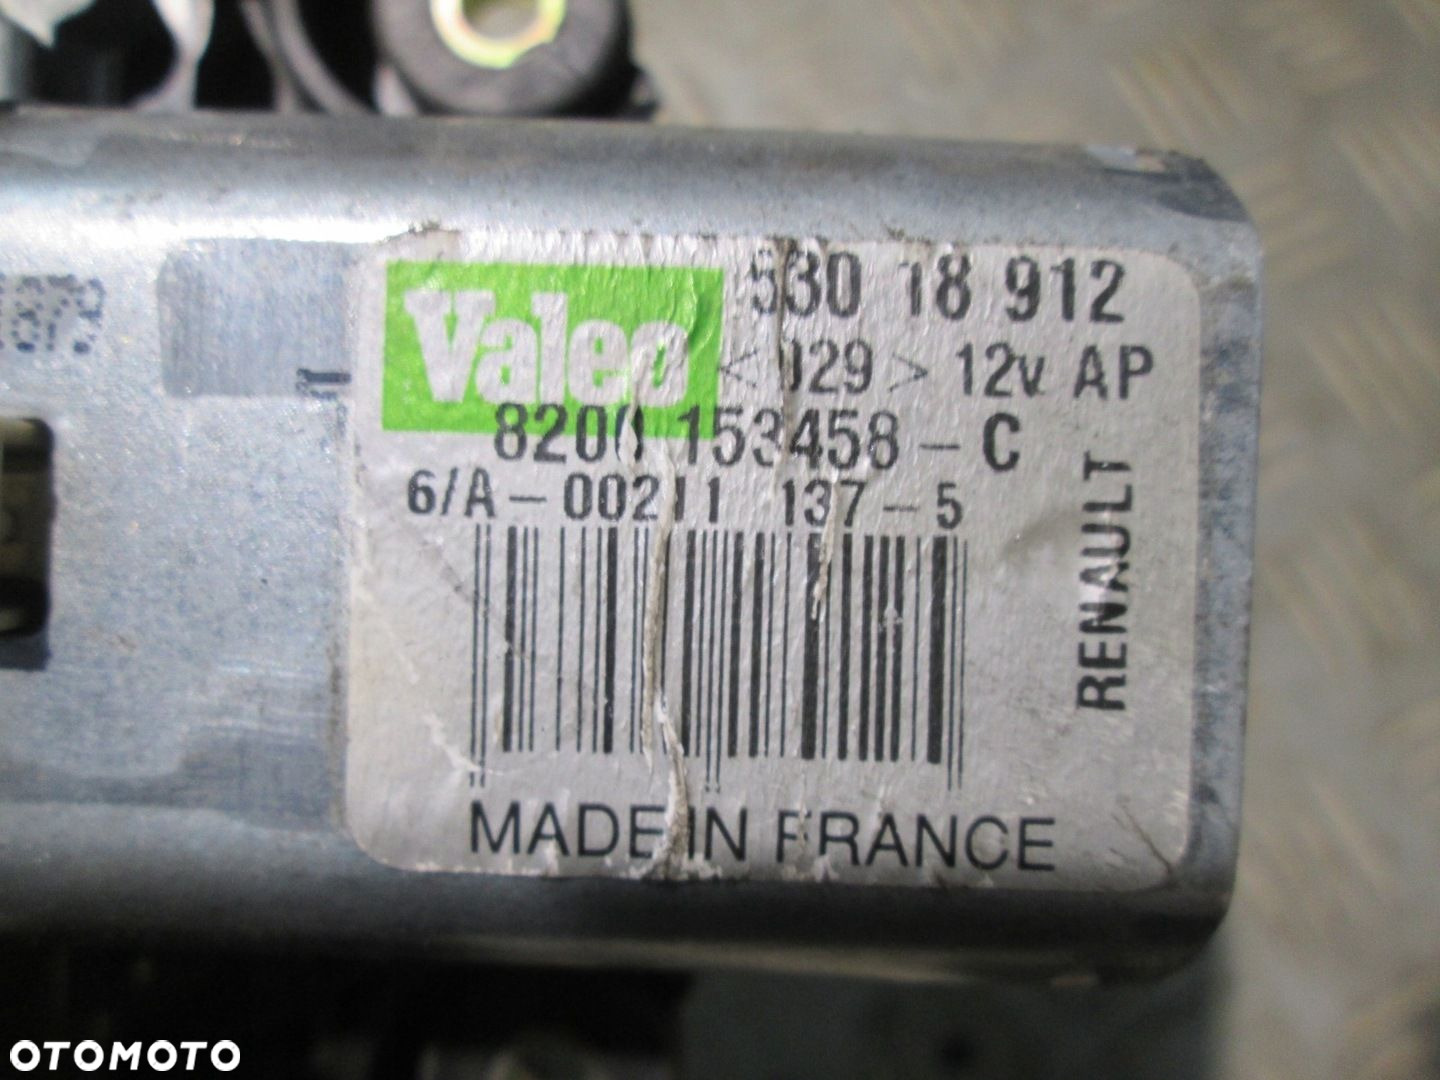 Valeo
530 18 912
<029> 12v AP
8200 153458 - C
6/A - 00211 137 - 5
RENAULT
MADE IN FRANCE
OTOMOTO